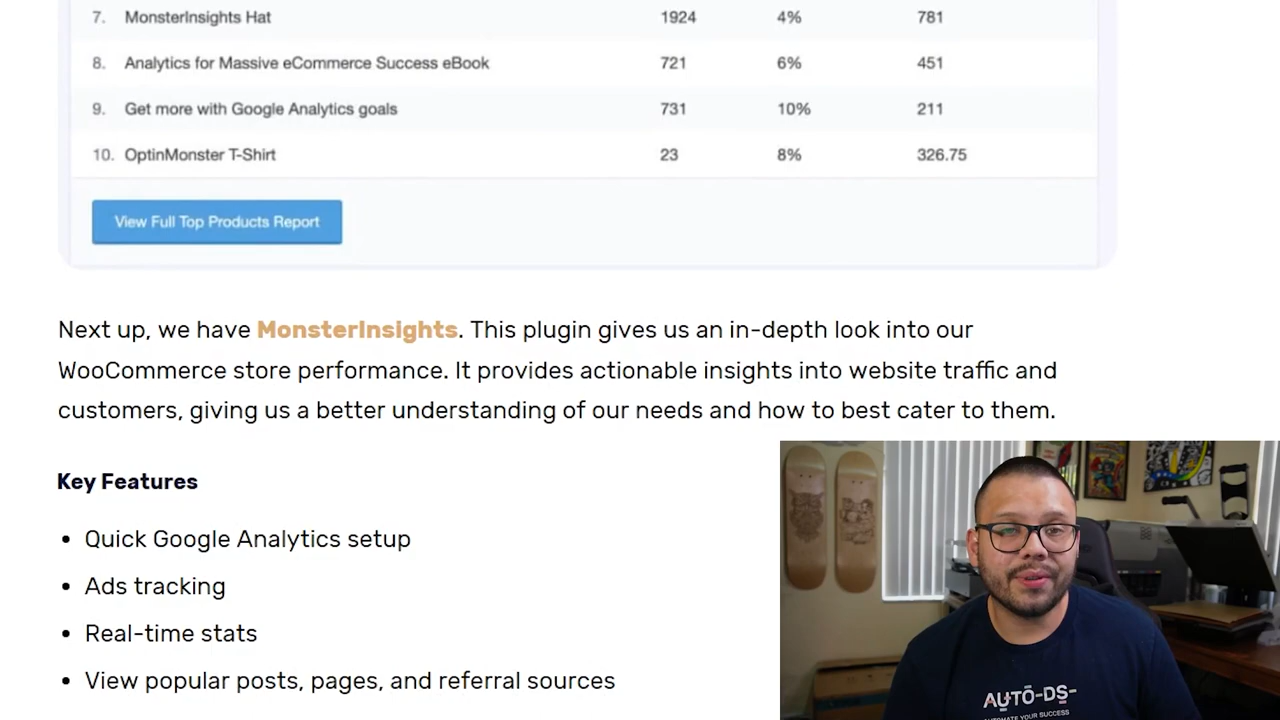 7. MonsterInsights Hat 1924 4% 781
8. Analytics for Massive eCommerce Success eBook 721 6% 451
9. Get more with Google Analytics goals 731 10% 211
10. OptinMonster T-Shirt 23 8% 326.75
View Full Top Products Report
Next up, we have MonsterInsights. This plugin gives us an in-depth look into our
WooCommerce store performance. It provides actionable insights into website traffic and
customers, giving us a better understanding of our needs and how to best cater to them.
Key Features
• Quick Google Analytics setup
• Ads tracking
• Real-time stats
• View popular posts, pages, and referral sources
AUTO-DS-
AUTOMATE YOUR SUCCESS